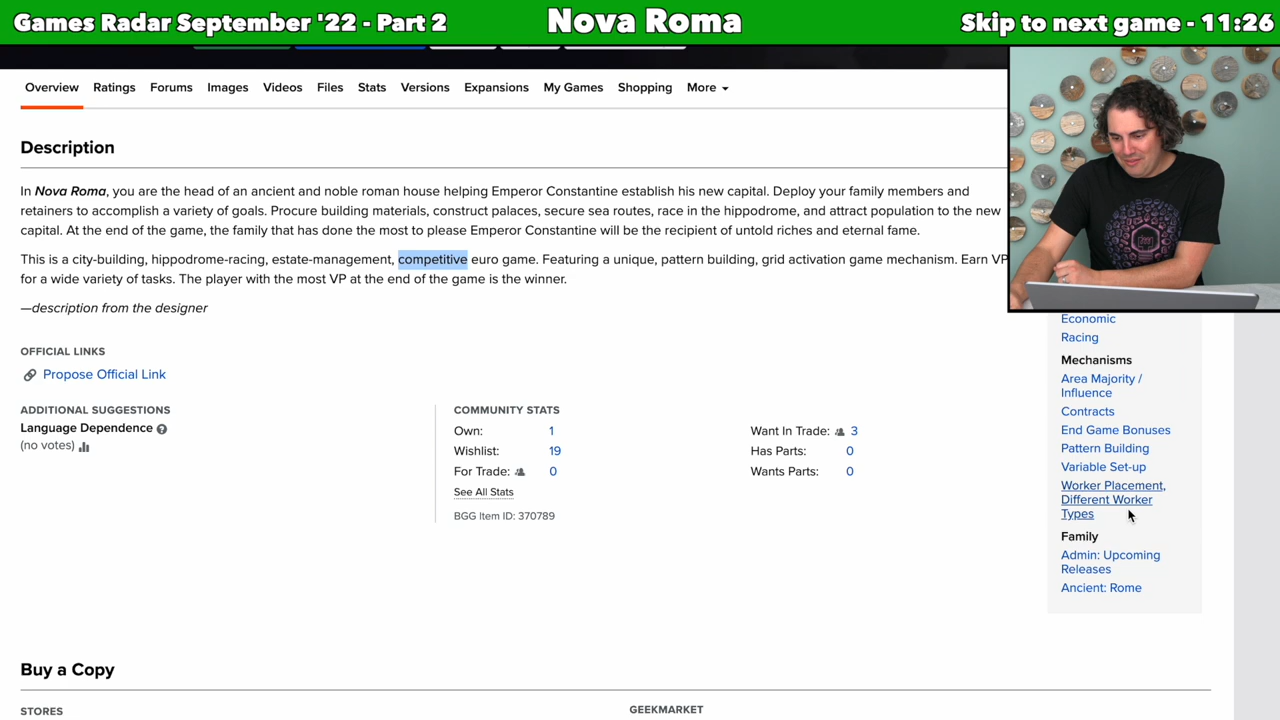 Games Radar September '22 - Part 2
Nova Roma
Skip to next game - 11:26
Overview Ratings Forums Images Videos Files Stats Versions Expansions My Games Shopping More
Description
In Nova Roma, you are the head of an ancient and noble roman house helping Emperor Constantine establish his new capital. Deploy your family members and
retainers to accomplish a variety of goals. Procure building materials, construct palaces, secure sea routes, race in the hippodrome, and attract population to the new
capital. At the end of the game, the family that has done the most to please Emperor Constantine will be the recipient of untold riches and eternal fame.
This is a city-building, hippodrome-racing, estate-management, competitive euro game. Featuring a unique, pattern building, grid activation game mechanism. Earn VP
for a wide variety of tasks. The player with the most VP at the end of the game is the winner.
—description from the designer
OFFICIAL LINKS
Propose Official Link
ADDITIONAL SUGGESTIONS
Language Dependence
(no votes)
COMMUNITY STATS
Own: 1
Wishlist: 19
For Trade: 0
See All Stats
BGG Item ID: 370789
Want In Trade: 3
Has Parts: 0
Wants Parts: 0
Economic
Racing
Mechanisms
Area Majority /
Influence
Contracts
End Game Bonuses
Pattern Building
Variable Set-up
Worker Placement,
Different Worker
Types
Family
Admin: Upcoming
Releases
Ancient: Rome
Buy a Copy
STORES
GEEKMARKET